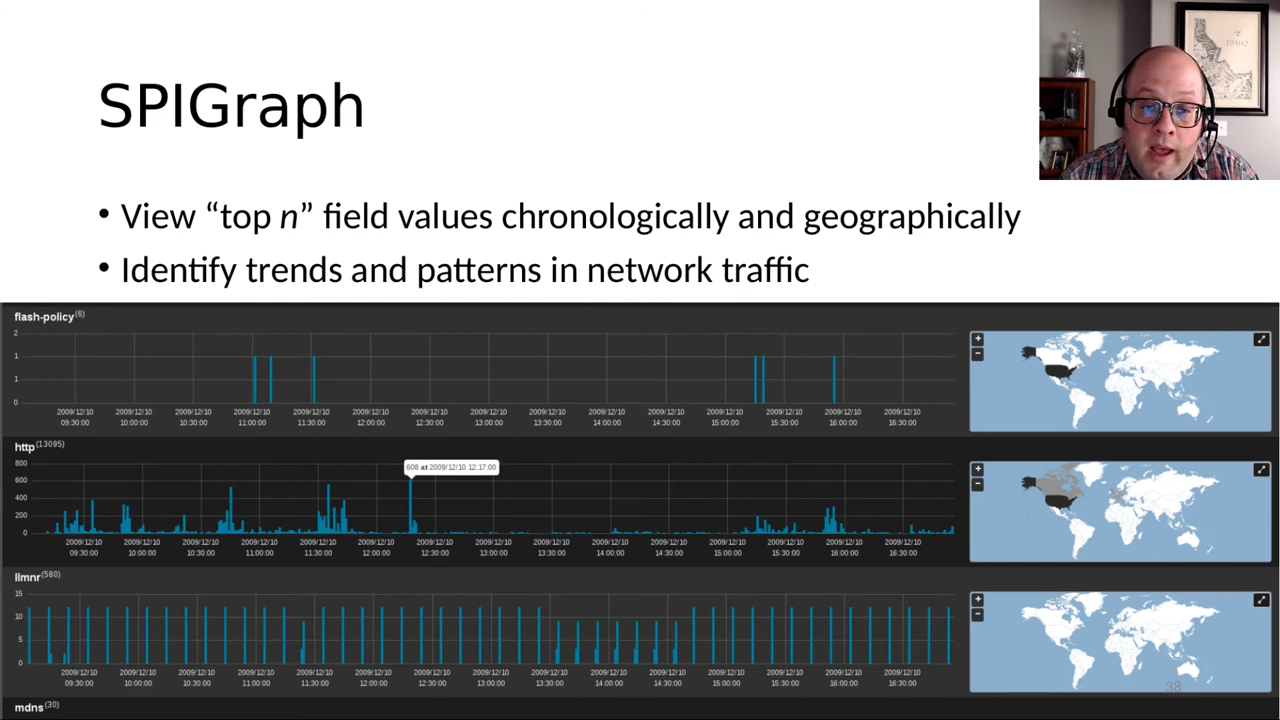 IDAHO
SPIGraph
• View “top n” field values chronologically and geographically
• Identify trends and patterns in network traffic
flash-policy(6)
2
1
1
0
2009/12/10 2009/12/10 2009/12/10 2009/12/10 2009/12/10 2009/12/10 2009/12/10 2009/12/10 2009/12/10 2009/12/10 2009/12/10 2009/12/10 2009/12/10 2009/12/10 2009/12/10
09:30:00 10:00:00 10:30:00 11:00:00 11:30:00 12:00:00 12:30:00 13:00:00 13:30:00 14:00:00 14:30:00 15:00:00 15:30:00 16:00:00 16:30:00
+
−
http(13095)
800
608 at 2009/12/10 12:17:00
600
400
200
0
2009/12/10 2009/12/10 2009/12/10 2009/12/10 2009/12/10 2009/12/10 2009/12/10 2009/12/10 2009/12/10 2009/12/10 2009/12/10 2009/12/10 2009/12/10 2009/12/10 2009/12/10
09:30:00 10:00:00 10:30:00 11:00:00 11:30:00 12:00:00 12:30:00 13:00:00 13:30:00 14:00:00 14:30:00 15:00:00 15:30:00 16:00:00 16:30:00
+
−
llmnr(580)
15
10
5
0
2009/12/10 2009/12/10 2009/12/10 2009/12/10 2009/12/10 2009/12/10 2009/12/10 2009/12/10 2009/12/10 2009/12/10 2009/12/10 2009/12/10 2009/12/10 2009/12/10 2009/12/10
09:30:00 10:00:00 10:30:00 11:00:00 11:30:00 12:00:00 12:30:00 13:00:00 13:30:00 14:00:00 14:30:00 15:00:00 15:30:00 16:00:00 16:30:00
+
−
38
mdns(30)